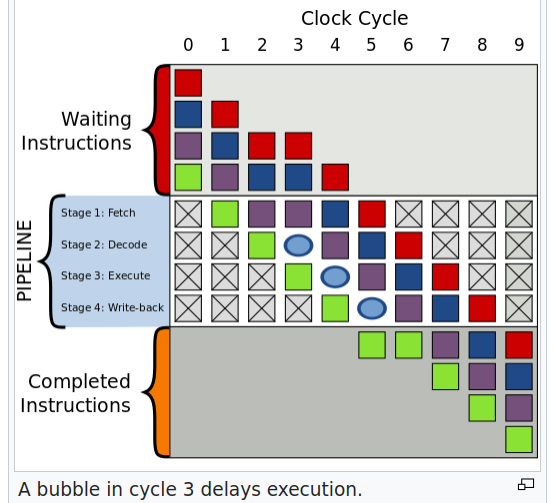 Clock Cycle
0 1 2 3 4 5 6 7 8 9
Waiting
Instructions
PIPELINE
Stage 1: Fetch
Stage 2: Decode
Stage 3: Execute
Stage 4: Write-back
Completed
Instructions
A bubble in cycle 3 delays execution.